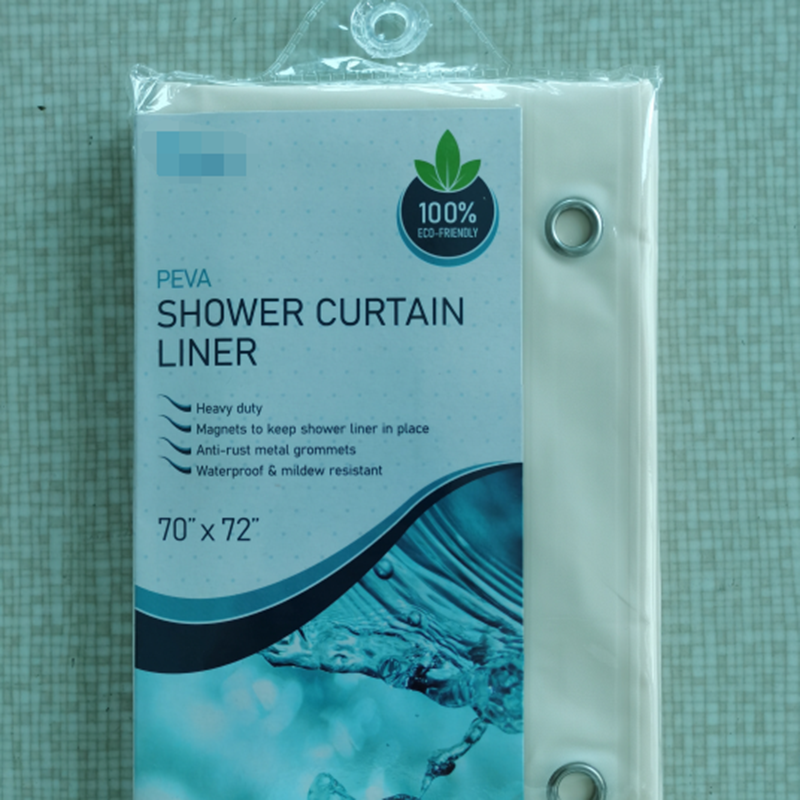 100%
ECO-FRIENDLY
PEVA
SHOWER CURTAIN
LINER
Heavy duty
Magnets to keep shower liner in place
Anti-rust metal grommets
Waterproof & mildew resistant
70" x 72"